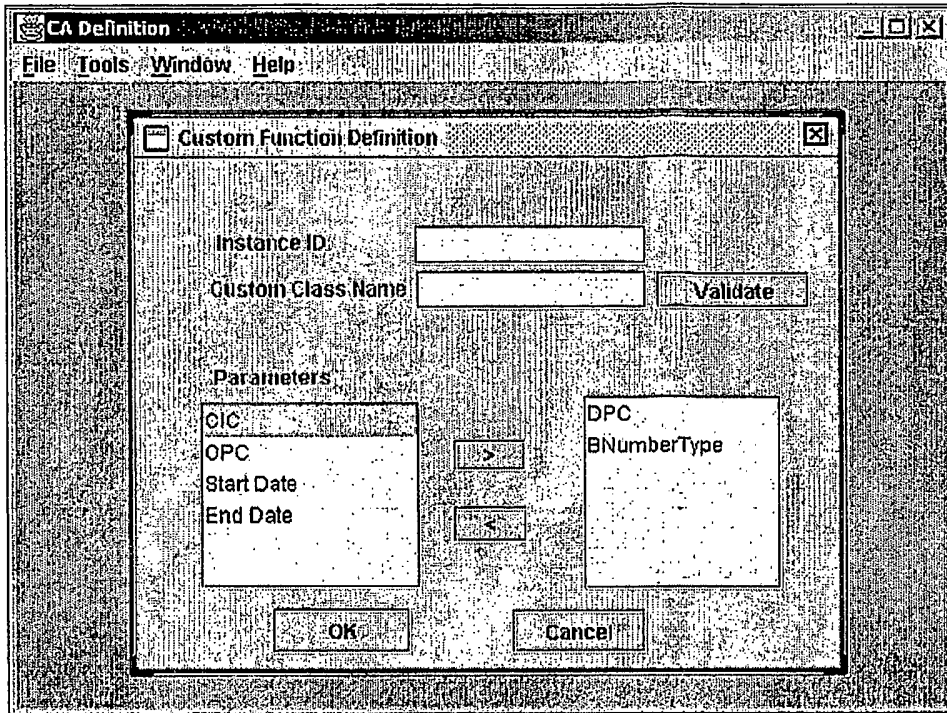 CA Definition
File Tools Window Help
Custom Function Definition
Instance ID:
Custom Class Name
Validate
Parameters
CIC
OPC
Start Date
End Date
>
<
DPC
BNumberType
OK
Cancel